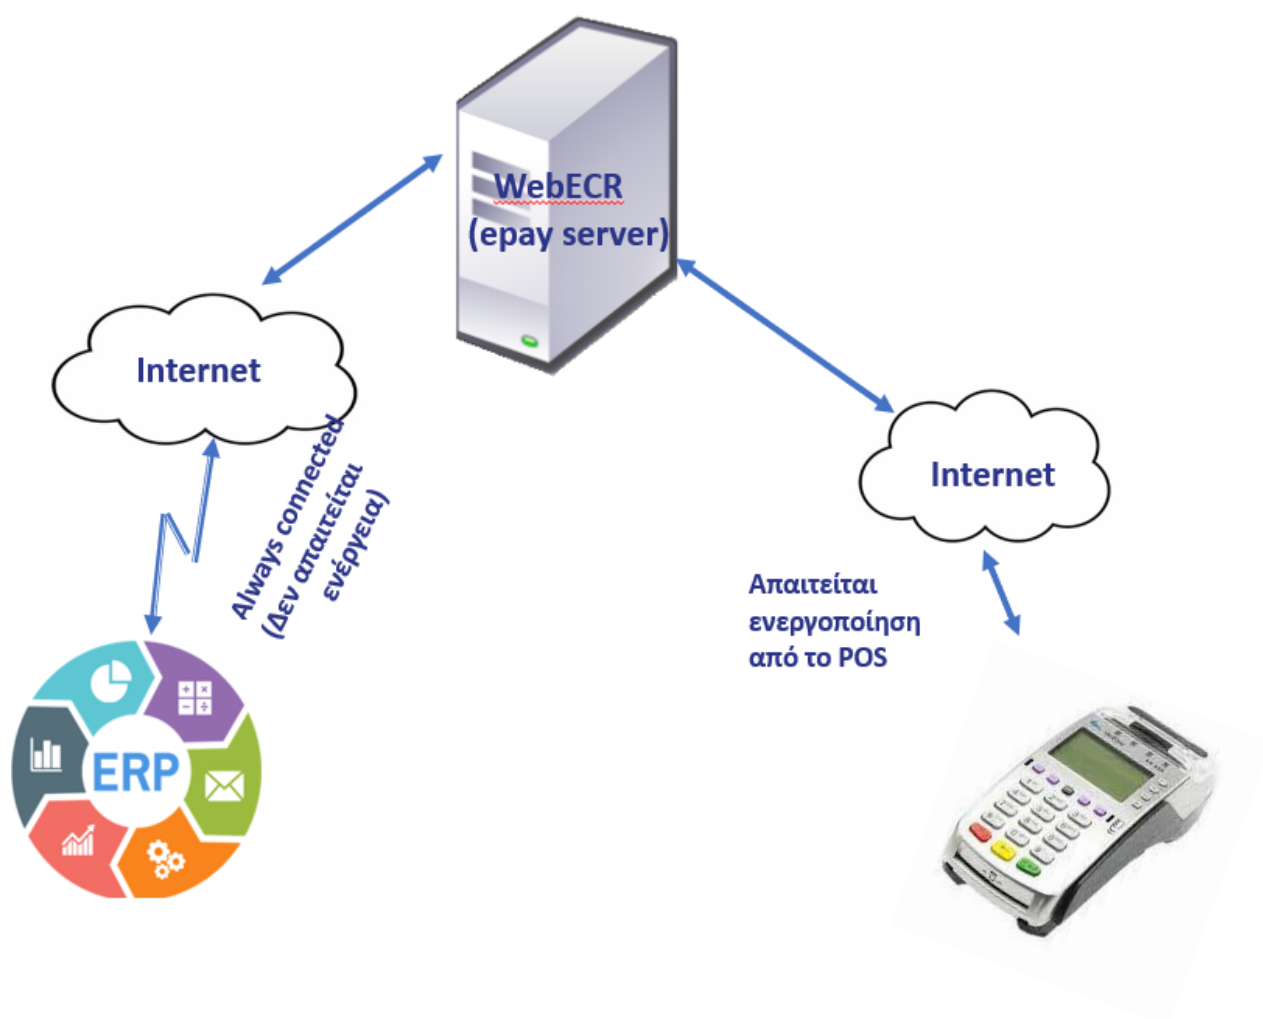 WebECR
(epay server)
Internet
Always connected
(Δεν απαιτείται
ενέργεια)
Internet
Απαιτείται
ενεργοποίηση
από το POS
ERP